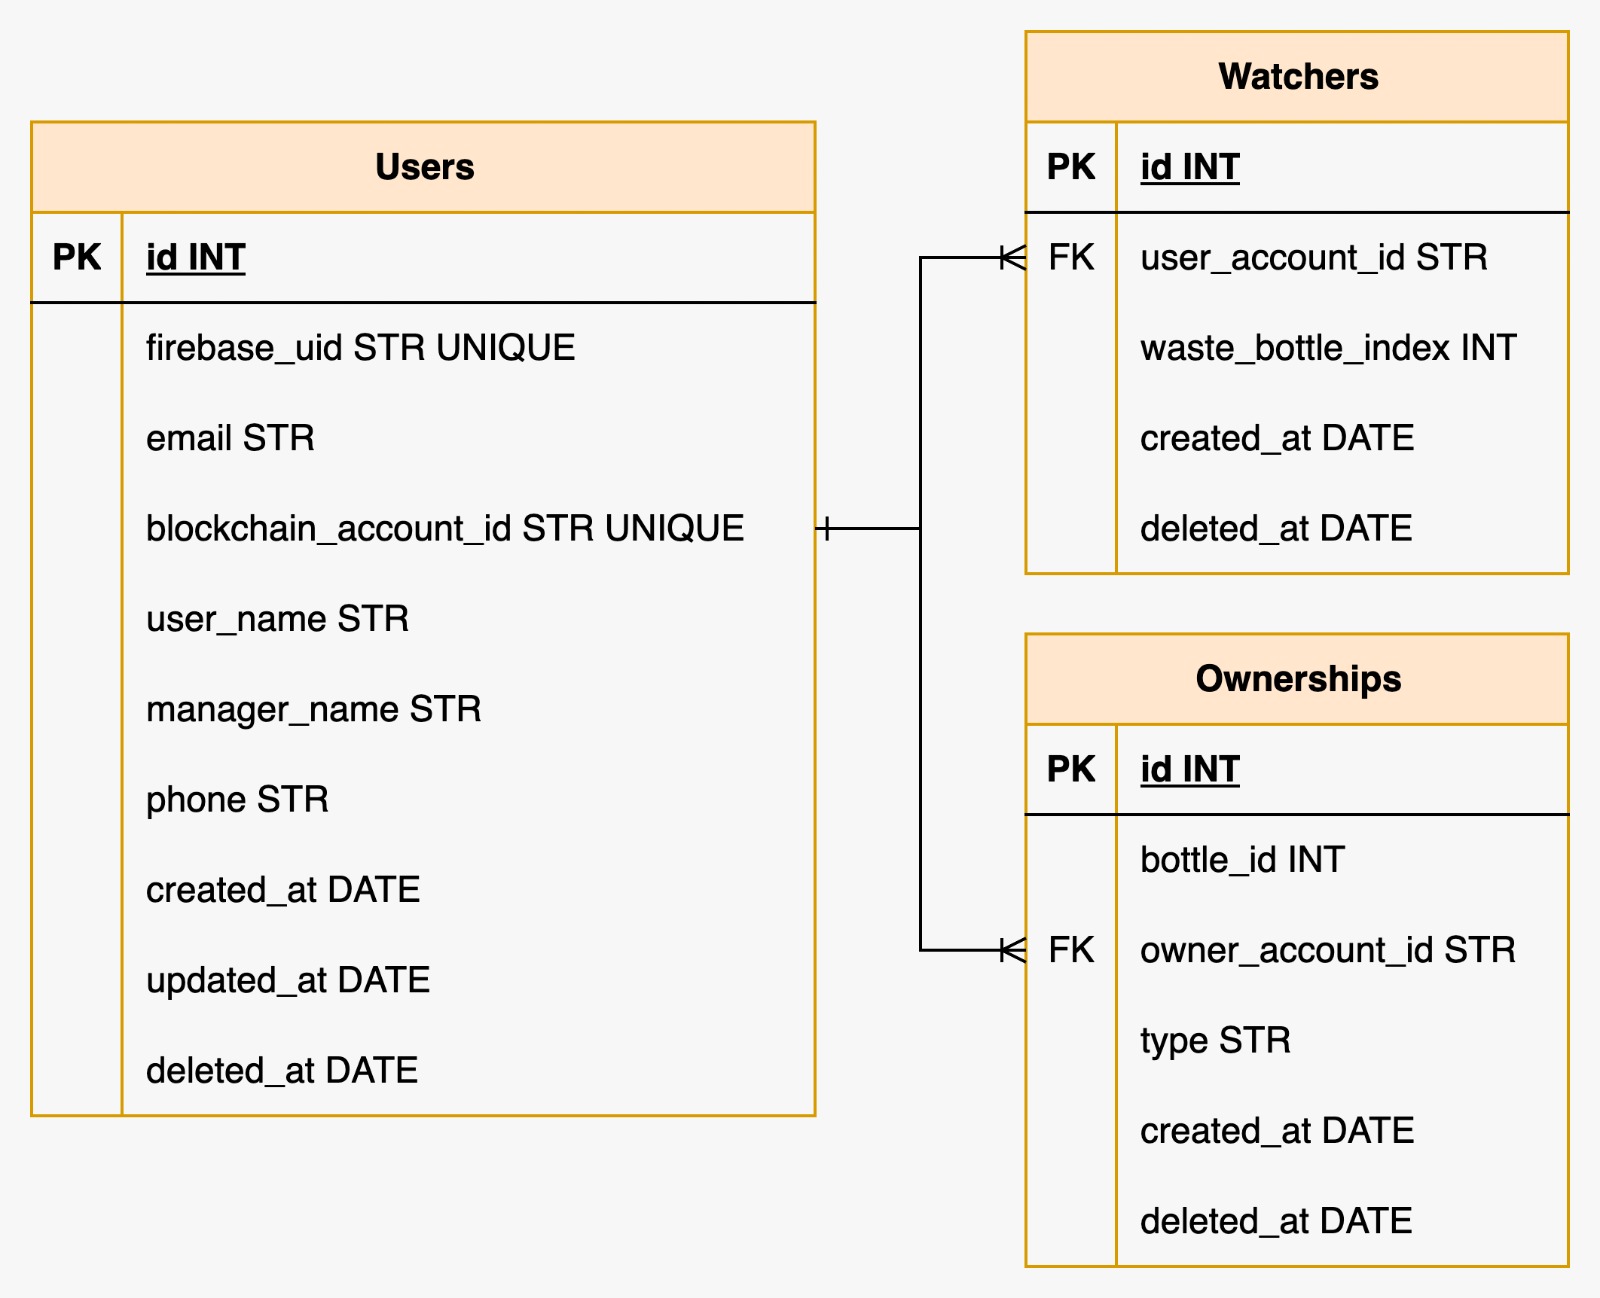 Users
PK id INT
firebase_uid STR UNIQUE
email STR
blockchain_account_id STR UNIQUE
user_name STR
manager_name STR
phone STR
created_at DATE
updated_at DATE
deleted_at DATE
Watchers
PK id INT
FK user_account_id STR
waste_bottle_index INT
created_at DATE
deleted_at DATE
Ownerships
PK id INT
bottle_id INT
FK owner_account_id STR
type STR
created_at DATE
deleted_at DATE